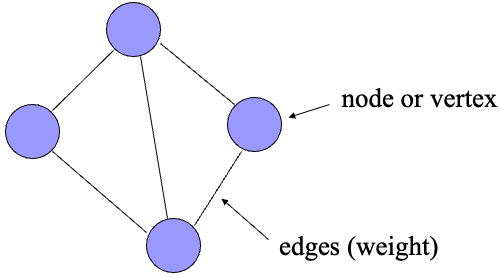 node or vertex
edges (weight)